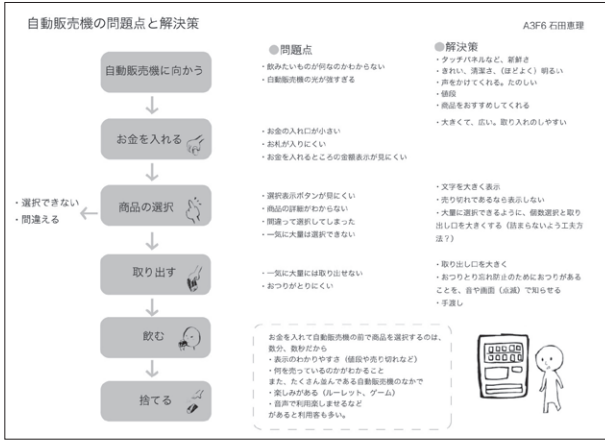 自動販売機の問題点と解決策
A3F6 石田恵理
自動販売機に向かう
お金を入れる
商品の選択
・選択できない
・間違える
取り出す
飲む
捨てる
●問題点
・飲みたいものが何なのかわからない
・自動販売機の光が強すぎる
・お金の入れ口が小さい
・お札が入りにくい
・お金を入れるところの金額表示が見にくい
・選択表示ボタンが見にくい
・商品の詳細がわからない
・間違って選択してしまった
・一気に大量は選択できない
・一気に大量には取り出せない
・おつりがとりにくい
●解決策
・タッチパネルなど、新鮮さ
・きれい、清潔さ、（ほどよく）明るい
・声をかけてくれる。たのしい
・値段
・商品をおすすめしてくれる
・大きくて、広い。取り入れのしやすい
・文字を大きく表示
・売り切れであるなら表示しない
・大量に選択できるように、個数選択と取り
出し口を大きくする（詰まらないよう工夫方
法？）
・取り出し口を大きく
・おつりとり忘れ防止のためにおつりがある
ことを、音や画面（点滅）で知らせる
・手渡し
お金を入れて自動販売機の前で商品を選択するのは、
数分、数秒だから
・表示のわかりやすさ（値段や売り切れなど）
・何を売っているのかがわかること
また、たくさん並んである自動販売機のなかで
・楽しみがある（ルーレット、ゲーム）
・音声で利用楽しませるなど
があると利用客も多い。